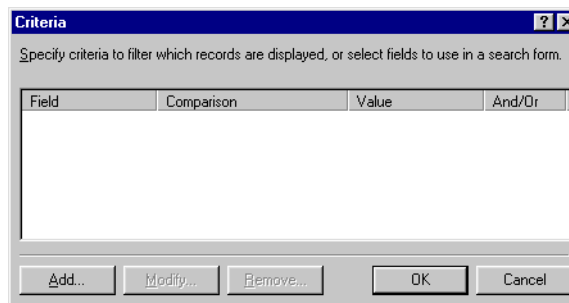 Criteria
Specify criteria to filter which records are displayed, or select fields to use in a search form.
Field Comparison Value And/Or
Add... Modify... Remove... OK Cancel